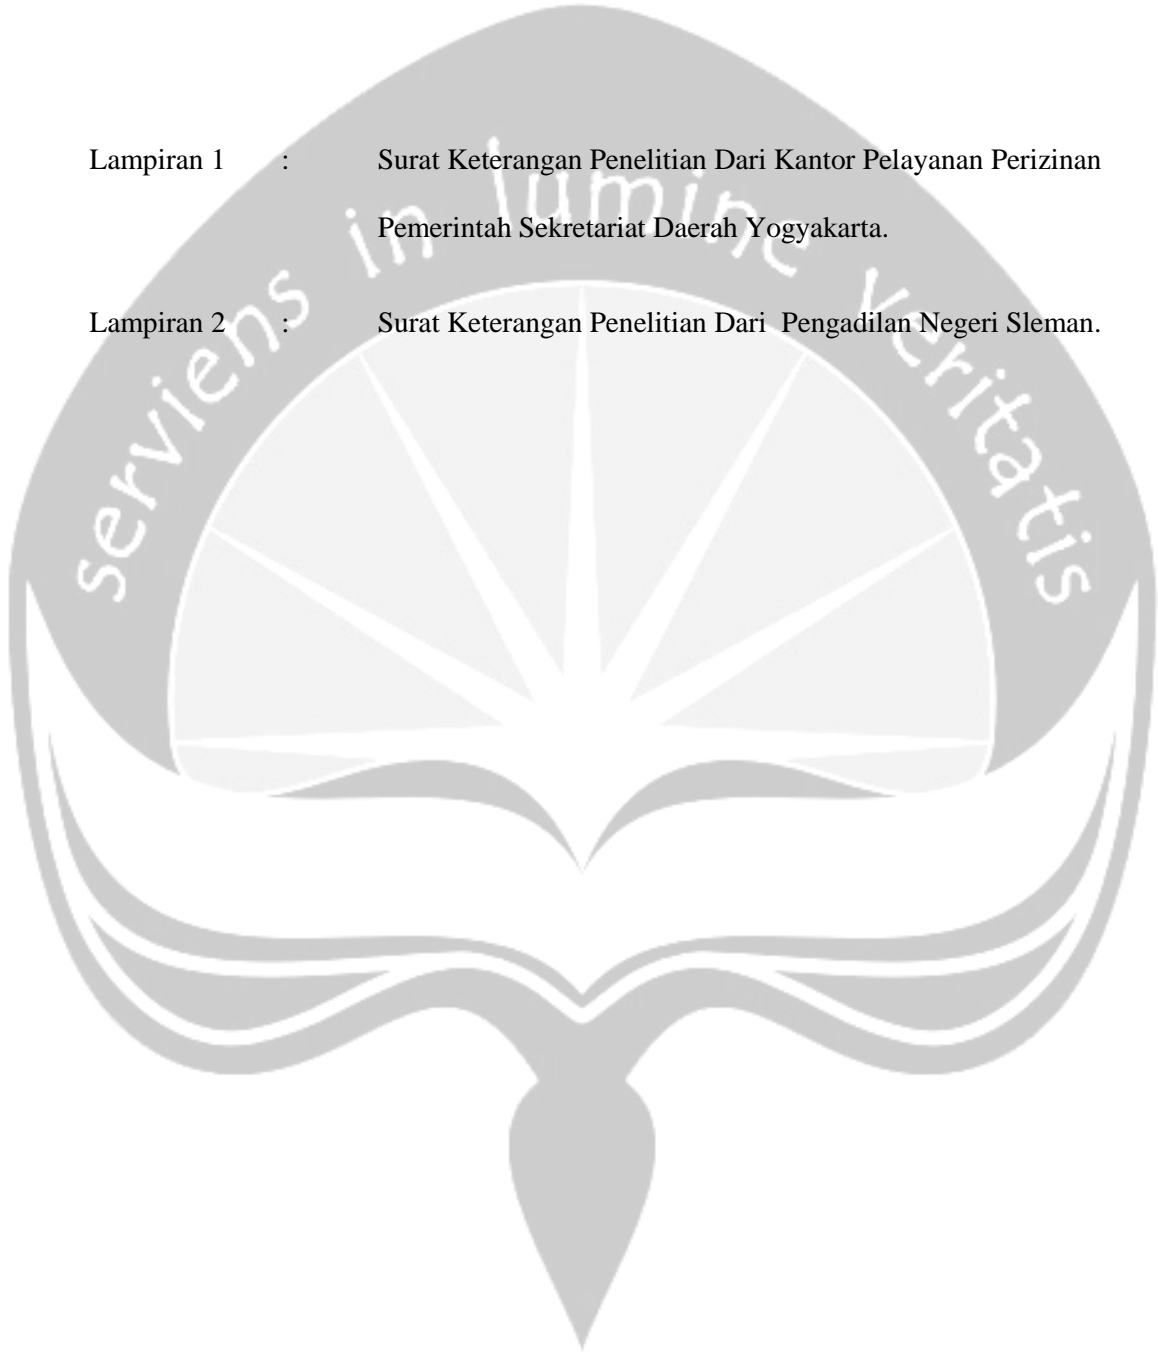 Lampiran 1 : Surat Keterangan Penelitian Dari Kantor Pelayanan Perizinan
Pemerintah Sekretariat Daerah Yogyakarta.
Lampiran 2 : Surat Keterangan Penelitian Dari Pengadilan Negeri Sleman.
serviens in lumine veritatis